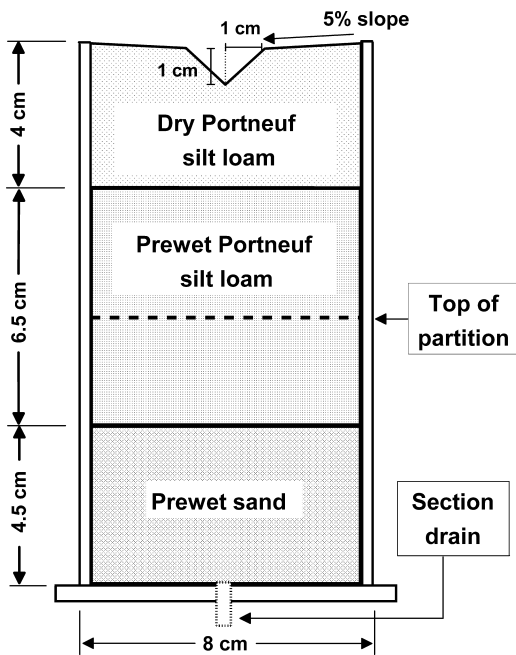 1 cm
5% slope
1 cm
4 cm
Dry Portneuf
silt loam
Prewet Portneuf
silt loam
6.5 cm
Top of
partition
4.5 cm
Prewet sand
Section
drain
8 cm